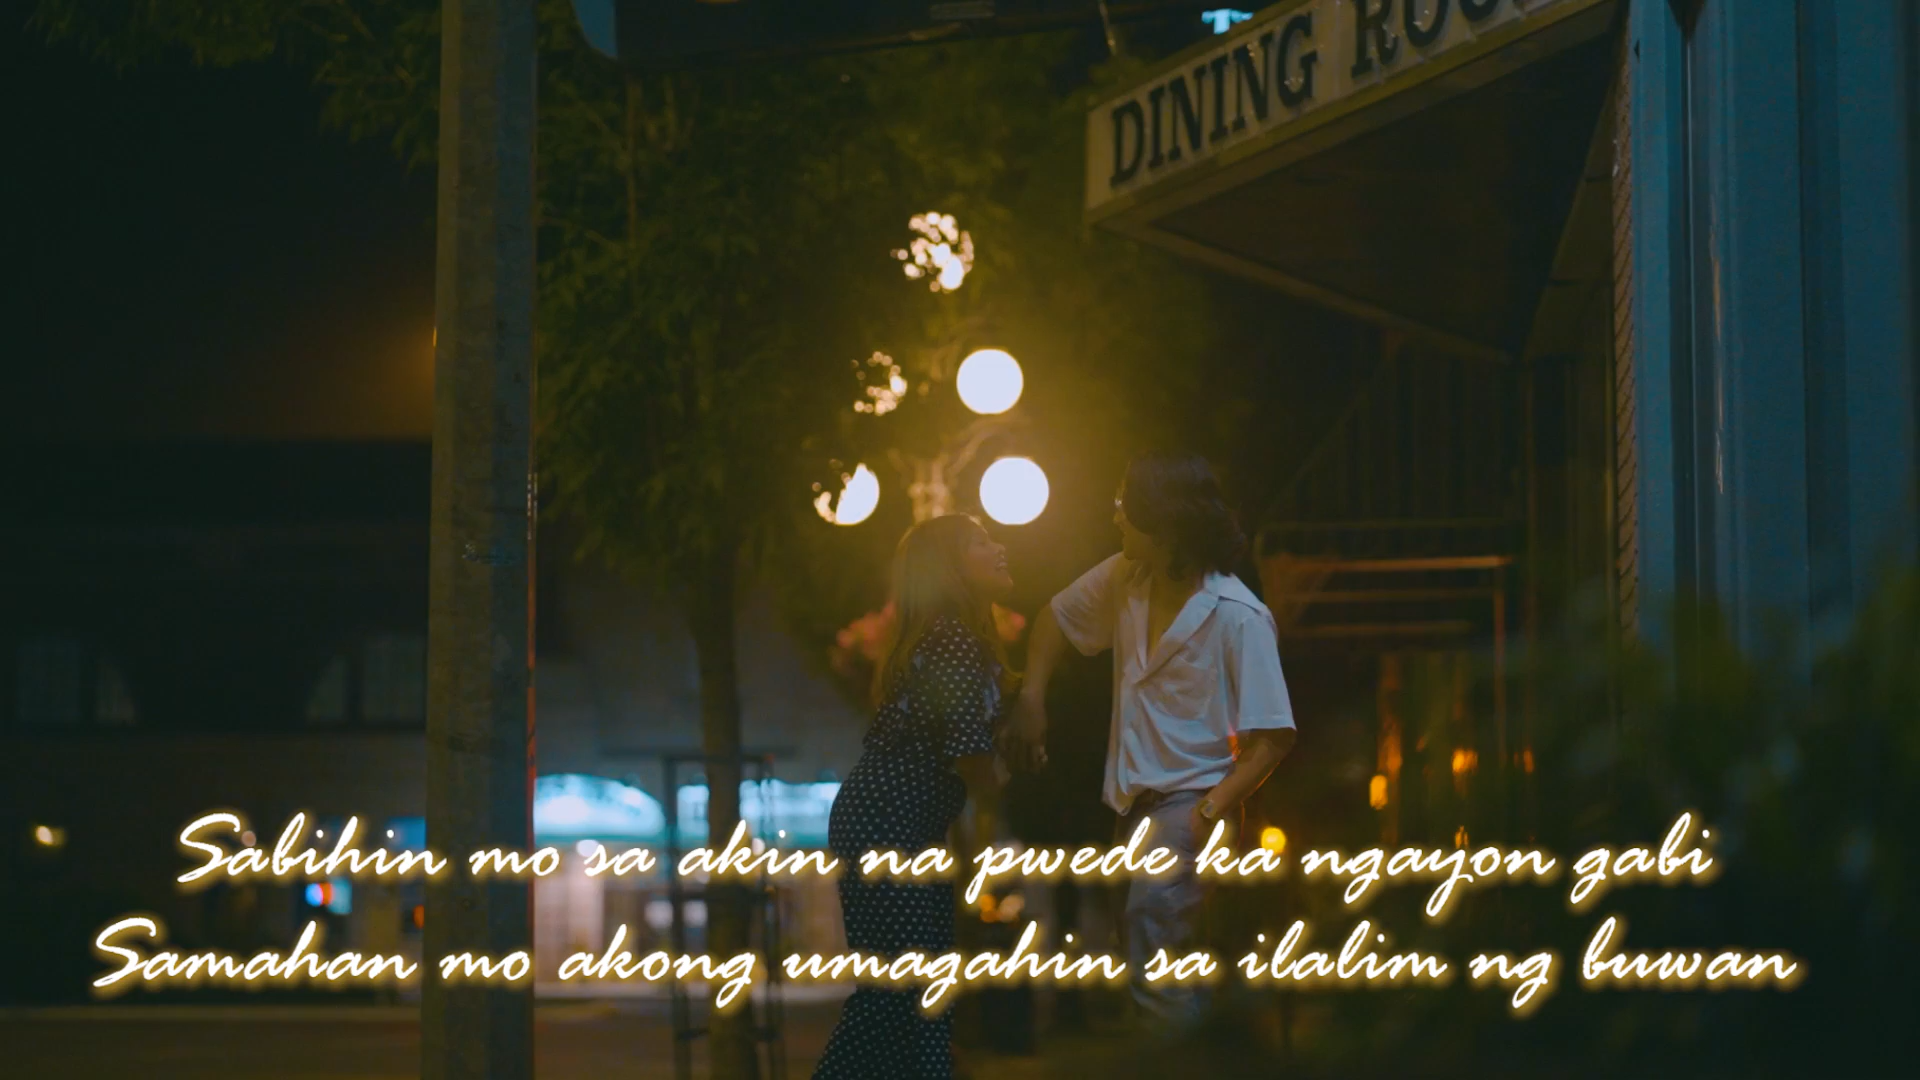 DINING ROO
Sabihin mo sa akin na pwede ka ngayon gabi
Samahan mo akong umagahin sa ilalim ng buwan